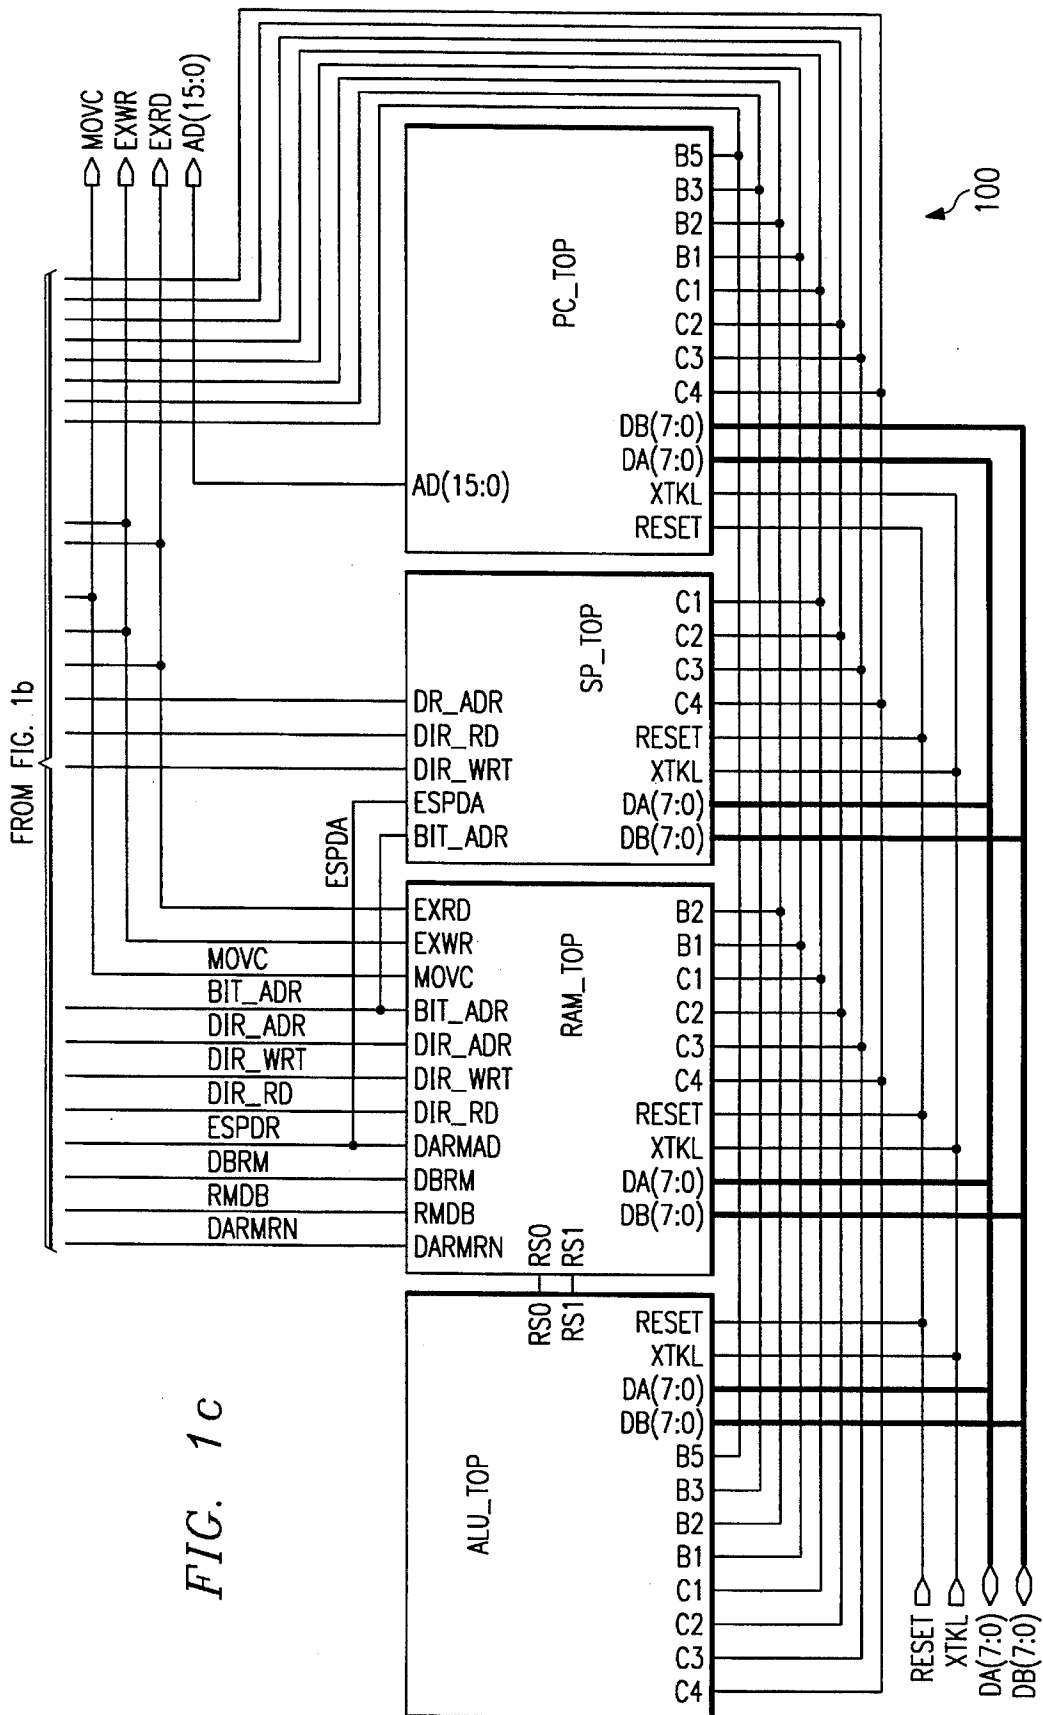 FROM FIG. 1b
MOVC
EXWR
EXRD
AD(15:0)
100
PC_TOP
AD(15:0)
B5
B3
B2
B1
C1
C2
C3
C4
DB(7:0)
DA(7:0)
XTKL
RESET
SP_TOP
DR_ADR
DIR_RD
DIR_WRT
ESPDA
BIT_ADR
C1
C2
C3
C4
RESET
XTKL
DA(7:0)
DB(7:0)
ESPDA
MOVC
BIT_ADR
DIR_ADR
DIR_WRT
DIR_RD
ESPDR
DBRM
RMDB
DARMRN
RAM_TOP
EXRD
EXWR
MOVC
BIT_ADR
DIR_ADR
DIR_WRT
DIR_RD
DARMAD
DBRM
RMDB
DARMRN
RS0
RS1
B2
B1
C1
C2
C3
C4
RESET
XTKL
DA(7:0)
DB(7:0)
ALU_TOP
RS0
RS1
RESET
XTKL
DA(7:0)
DB(7:0)
B5
B3
B2
B1
C1
C2
C3
C4
RESET
XTKL
DA(7:0)
DB(7:0)
FIG. 1c